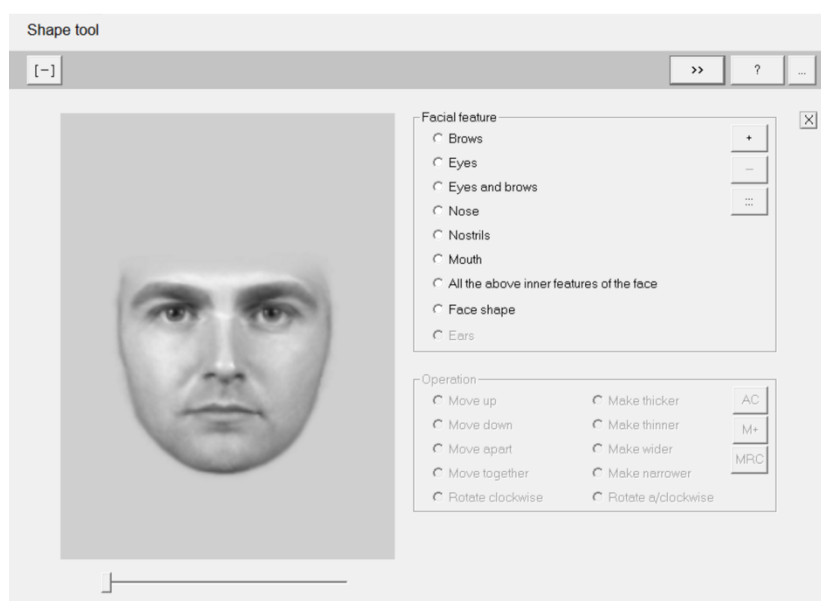 Shape tool
[-]
>>
?
...
Facial feature
Brows
+
Eyes
--
Eyes and brows
:::
Nose
Nostrils
Mouth
All the above inner features of the face
Face shape
Ears
Operation
Move up
Make thicker
AC
Move down
Make thinner
M+
Move apart
Make wider
MRC
Move together
Make narrower
Rotate clockwise
Rotate a/clockwise